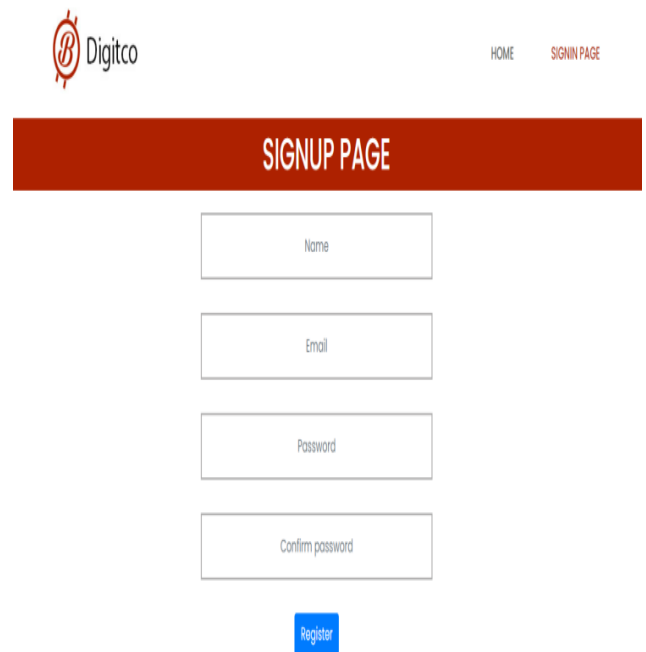 B Digitco
HOME
SIGNIN PAGE
SIGNUP PAGE
Name
Email
Password
Confirm password
Register